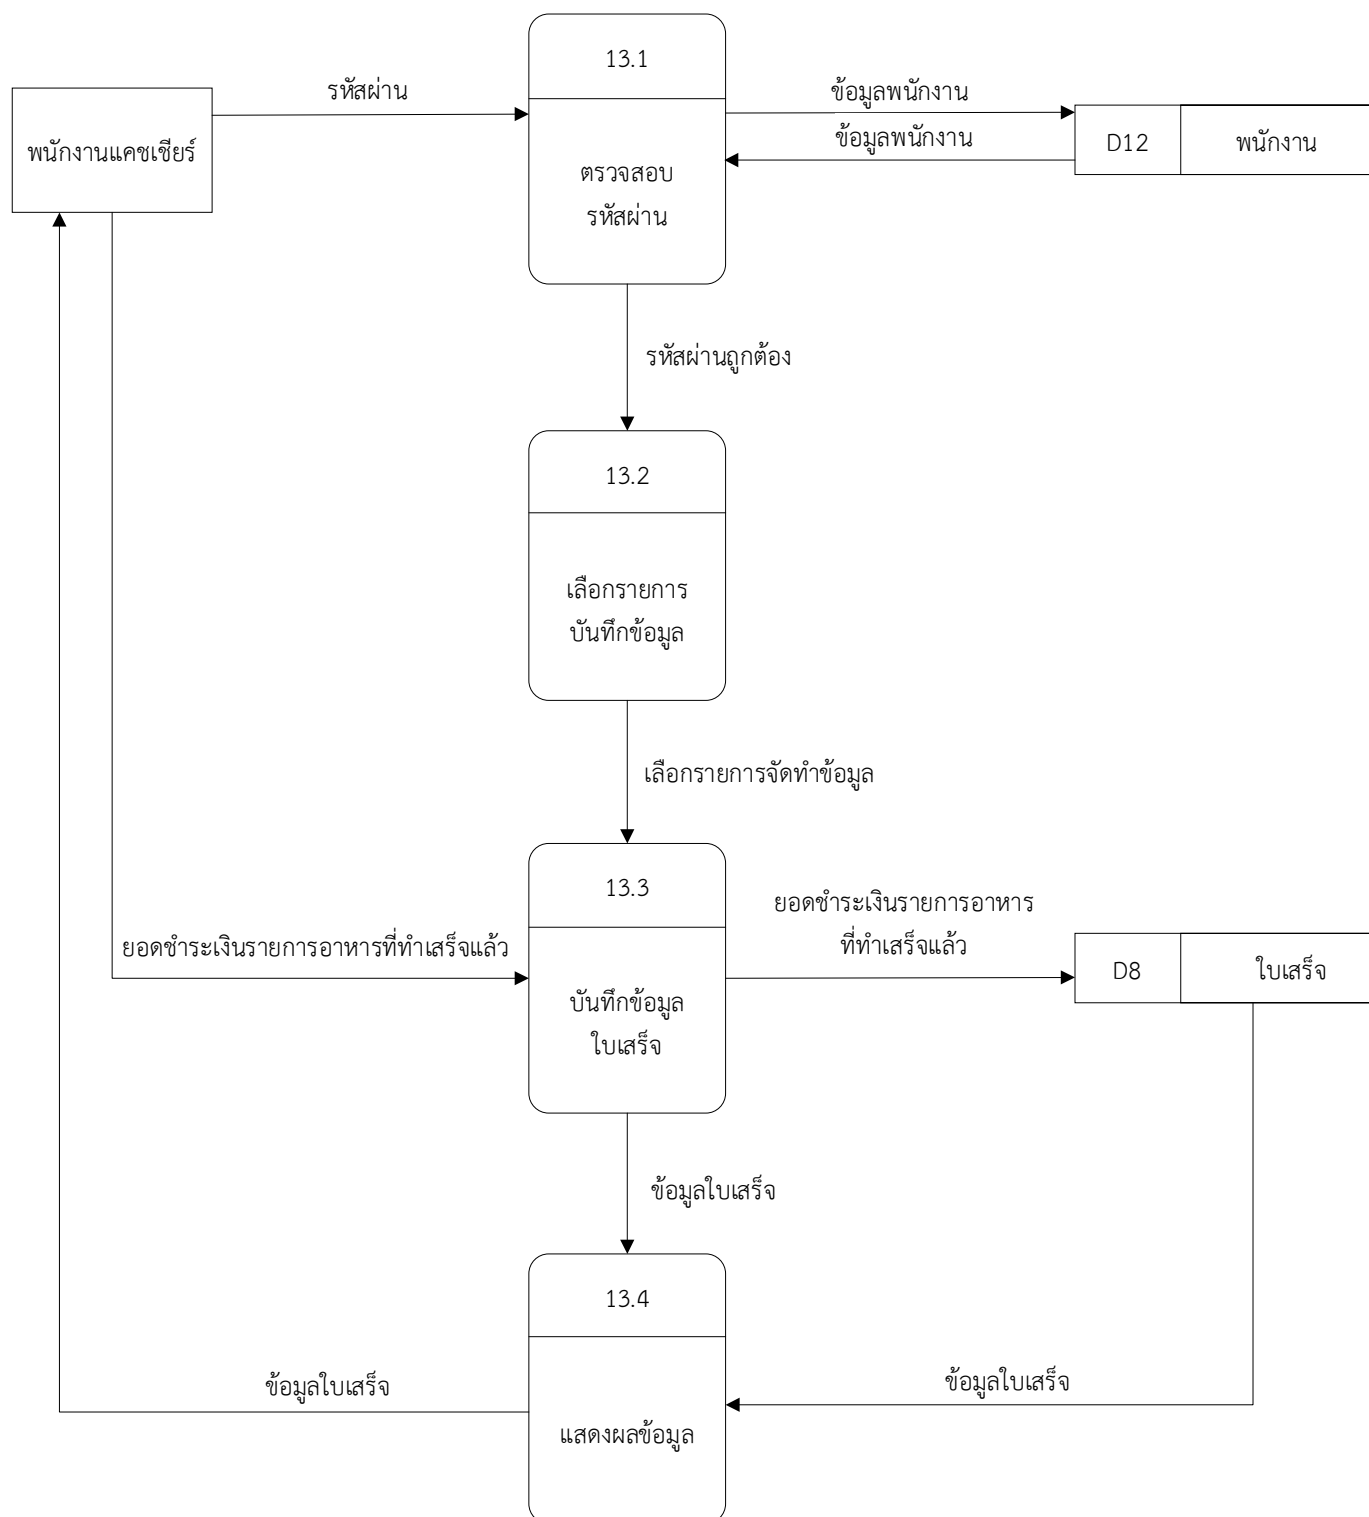 13.1
รหัสผ่าน
ข้อมูลพนักงาน
พนักงานแคชเชียร์
ข้อมูลพนักงาน
D12
พนักงาน
ตรวจสอบ
รหัสผ่าน
รหัสผ่านถูกต้อง
13.2
เลือกรายการ
บันทึกข้อมูล
เลือกรายการจัดทำข้อมูล
13.3
ยอดชำระเงินรายการอาหาร
ที่ทำเสร็จแล้ว
ยอดชำระเงินรายการอาหารที่ทำเสร็จแล้ว
D8
ใบเสร็จ
บันทึกข้อมูล
ใบเสร็จ
ข้อมูลใบเสร็จ
13.4
ข้อมูลใบเสร็จ
ข้อมูลใบเสร็จ
แสดงผลข้อมูล